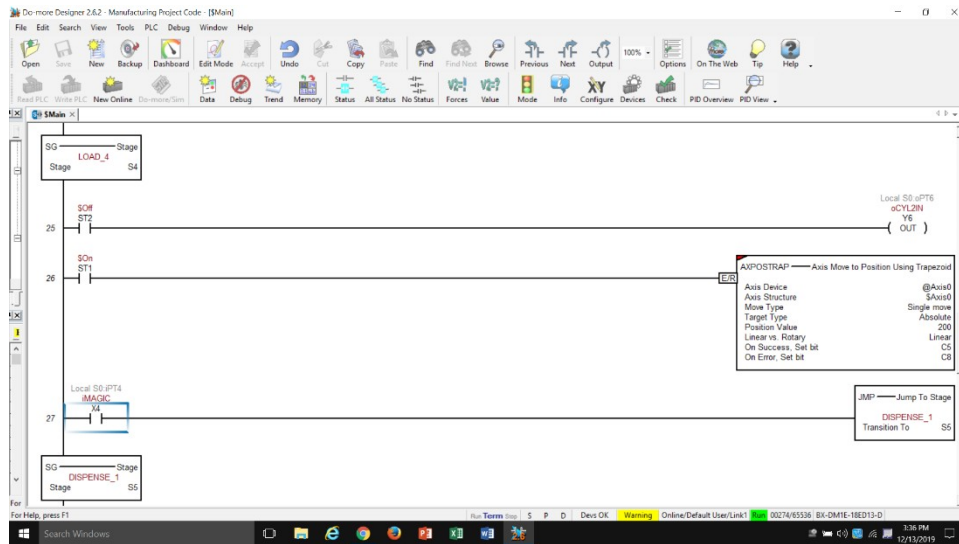 Do-more Designer 2.6.2 - Manufacturing Project Code - [$Main]
File Edit Search View Tools PLC Debug Window Help
Open Save New Backup Dashboard Edit Mode Accept Undo Cut Copy Paste Find Find Next Browse Previous Next Output 100% Options On The Web Tip Help
Read PLC Write PLC New Online Do-more/Sim Data Debug Trend Memory Status All Status No Status Forces Value Mode Info Configure Devices Check PID Overview PID View
$Main
SG Stage
LOAD_4
Stage S4
Local S0:oPT6
$Off oCYL2IN
ST2 Y6
25 OUT
$On
ST1
26 E/R
AXPOSTRAP Axis Move to Position Using Trapezoid
Axis Device @Axis0
Axis Structure $Axis0
Move Type Single move
Target Type Absolute
Position Value 200
Linear vs. Rotary Linear
On Success, Set bit C5
On Error, Set bit C8
Local S0:iPT4
iMAGIC
X4
27
JMP Jump To Stage
DISPENSE_1
Transition To S5
SG Stage
DISPENSE_1
Stage S5
For
For Help, press F1 Run Term Stop S P D Devs OK Warning Online/Default User/Link1 Run 00274/65536 BX-DM1E-18ED13-D
Search Windows
3:36 PM
12/13/2019